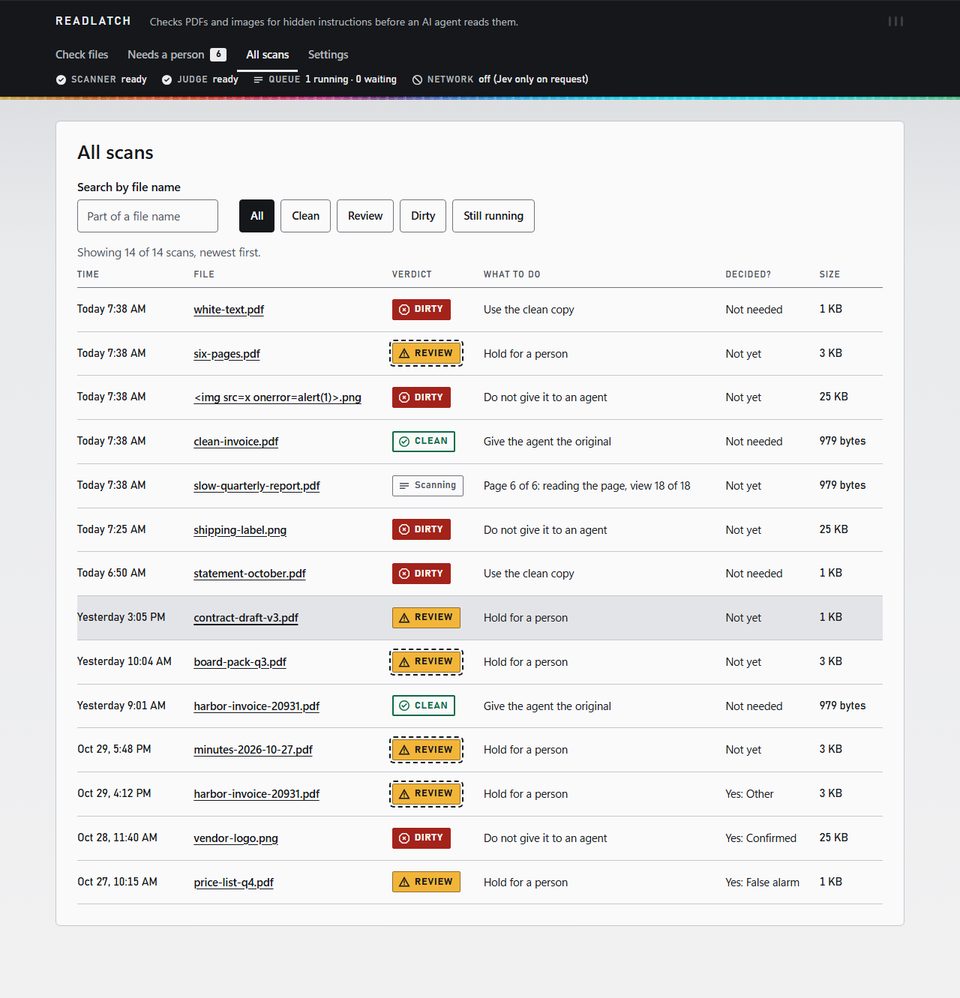 READLATCH Checks PDFs and images for hidden instructions before an AI agent reads them.
Check files Needs a person 6 All scans Settings
SCANNER ready JUDGE ready QUEUE 1 running · 0 waiting NETWORK off (Jev only on request)
All scans
Search by file name
Part of a file name All Clean Review Dirty Still running
Showing 14 of 14 scans, newest first.
TIME FILE VERDICT WHAT TO DO DECIDED? SIZE
Today 7:38 AM white-text.pdf DIRTY Use the clean copy Not needed 1 KB
Today 7:38 AM six-pages.pdf REVIEW Hold for a person Not yet 3 KB
Today 7:38 AM <img src=x onerror=alert(1)>.png DIRTY Do not give it to an agent Not yet 25 KB
Today 7:38 AM clean-invoice.pdf CLEAN Give the agent the original Not needed 979 bytes
Today 7:38 AM slow-quarterly-report.pdf Scanning Page 6 of 6: reading the page, view 18 of 18 Not yet 979 bytes
Today 7:25 AM shipping-label.png DIRTY Do not give it to an agent Not yet 25 KB
Today 6:50 AM statement-october.pdf DIRTY Use the clean copy Not needed 1 KB
Yesterday 3:05 PM contract-draft-v3.pdf REVIEW Hold for a person Not yet 1 KB
Yesterday 10:04 AM board-pack-q3.pdf REVIEW Hold for a person Not yet 3 KB
Yesterday 9:01 AM harbor-invoice-20931.pdf CLEAN Give the agent the original Not needed 979 bytes
Oct 29, 5:48 PM minutes-2026-10-27.pdf REVIEW Hold for a person Not yet 3 KB
Oct 29, 4:12 PM harbor-invoice-20931.pdf REVIEW Hold for a person Yes: Other 3 KB
Oct 28, 11:40 AM vendor-logo.png DIRTY Do not give it to an agent Yes: Confirmed 25 KB
Oct 27, 10:15 AM price-list-q4.pdf REVIEW Hold for a person Yes: False alarm 1 KB